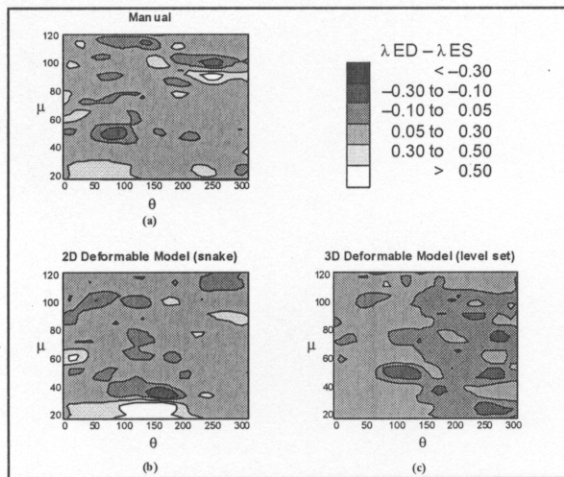 Manual
120
100
80
μ
60
40
20
0 50 100 150 200 250 300
θ
(a)
λ ED – λ ES
< –0.30
–0.30 to –0.10
–0.10 to 0.05
0.05 to 0.30
0.30 to 0.50
> 0.50
2D Deformable Model (snake)
120
100
80
μ
60
40
20
0 50 100 150 200 250 300
θ
(b)
3D Deformable Model (level set)
120
100
80
μ
60
40
20
0 50 100 150 200 250 300
θ
(c)